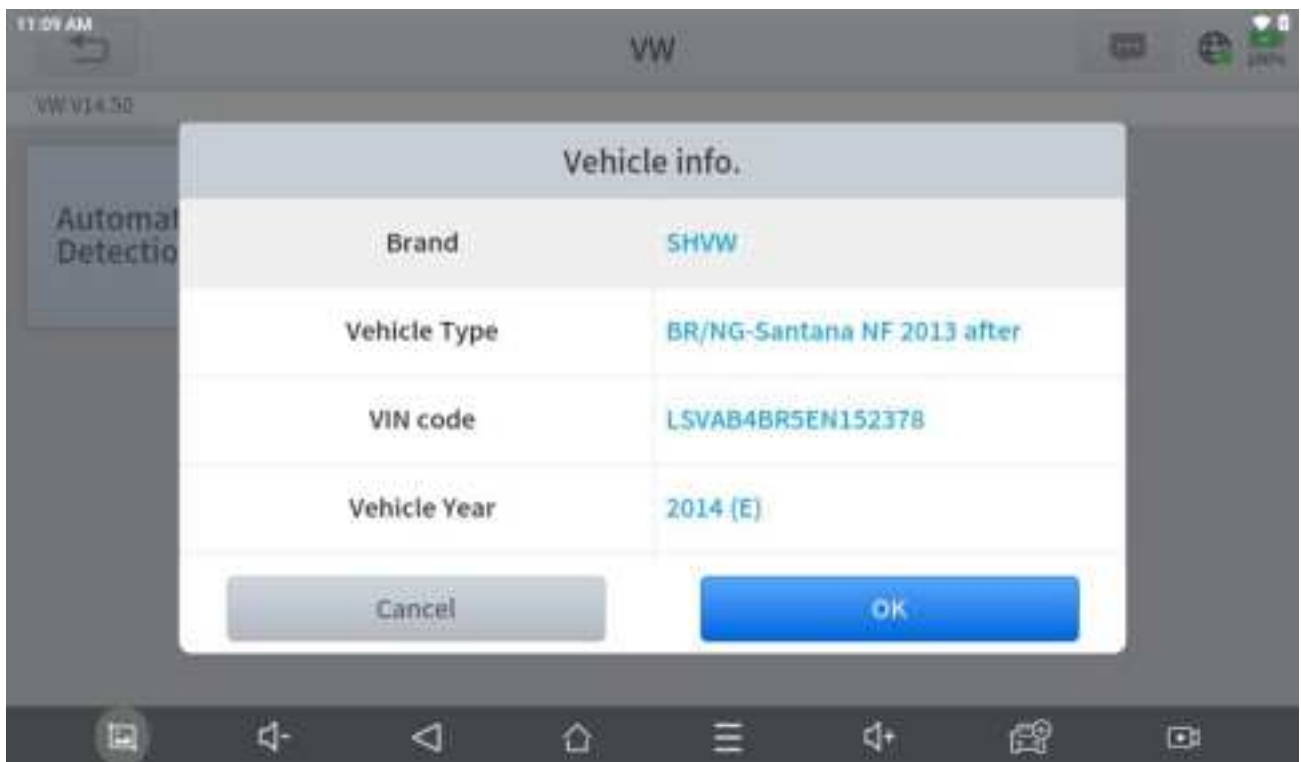 11:09 AM
VW
100%
VW V14.50
Vehicle info.
Automat
Detectio
Brand
SHVW
Vehicle Type
BR/NG-Santana NF 2013 after
VIN code
LSVAB4BR5EN152378
Vehicle Year
2014 (E)
Cancel
OK